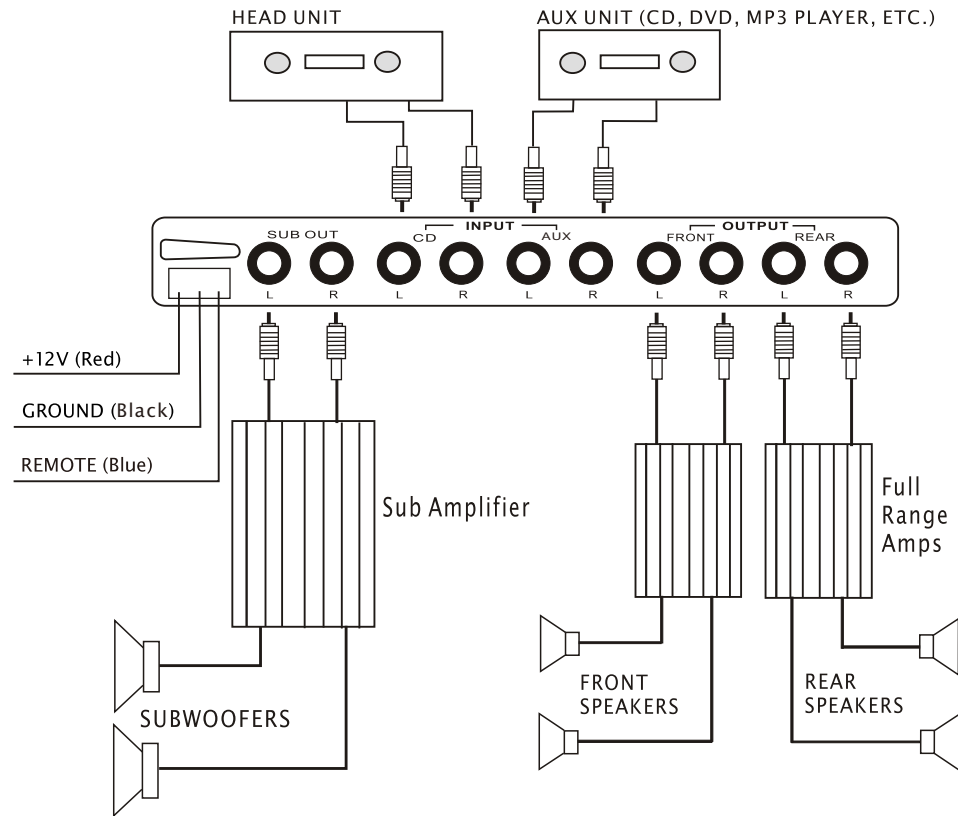 HEAD UNIT
AUX UNIT (CD, DVD, MP3 PLAYER, ETC.)
SUB OUT
INPUT
CD
AUX
OUTPUT
FRONT
REAR
L R L R L R L R L R
+12V (Red)
GROUND (Black)
REMOTE (Blue)
Sub Amplifier
Full
Range
Amps
SUBWOOFERS
FRONT
SPEAKERS
REAR
SPEAKERS